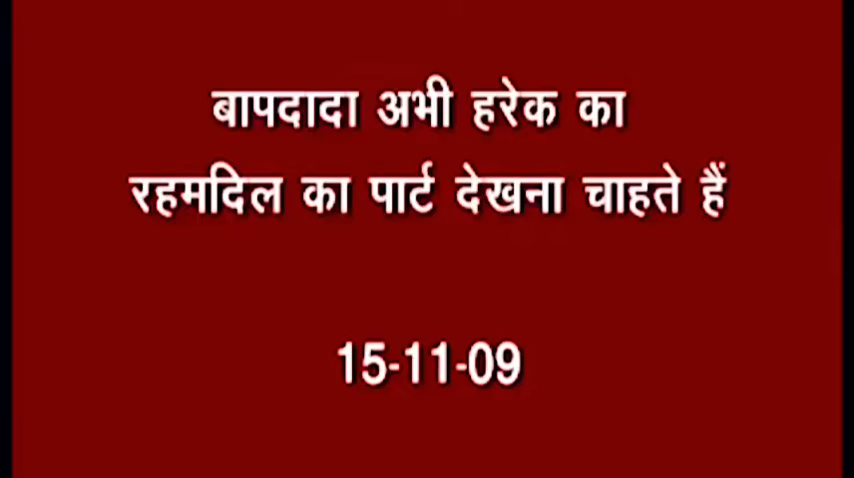 बापदादा अभी हरेक का
रहमदिल का पार्ट देखना चाहते हैं
15-11-09